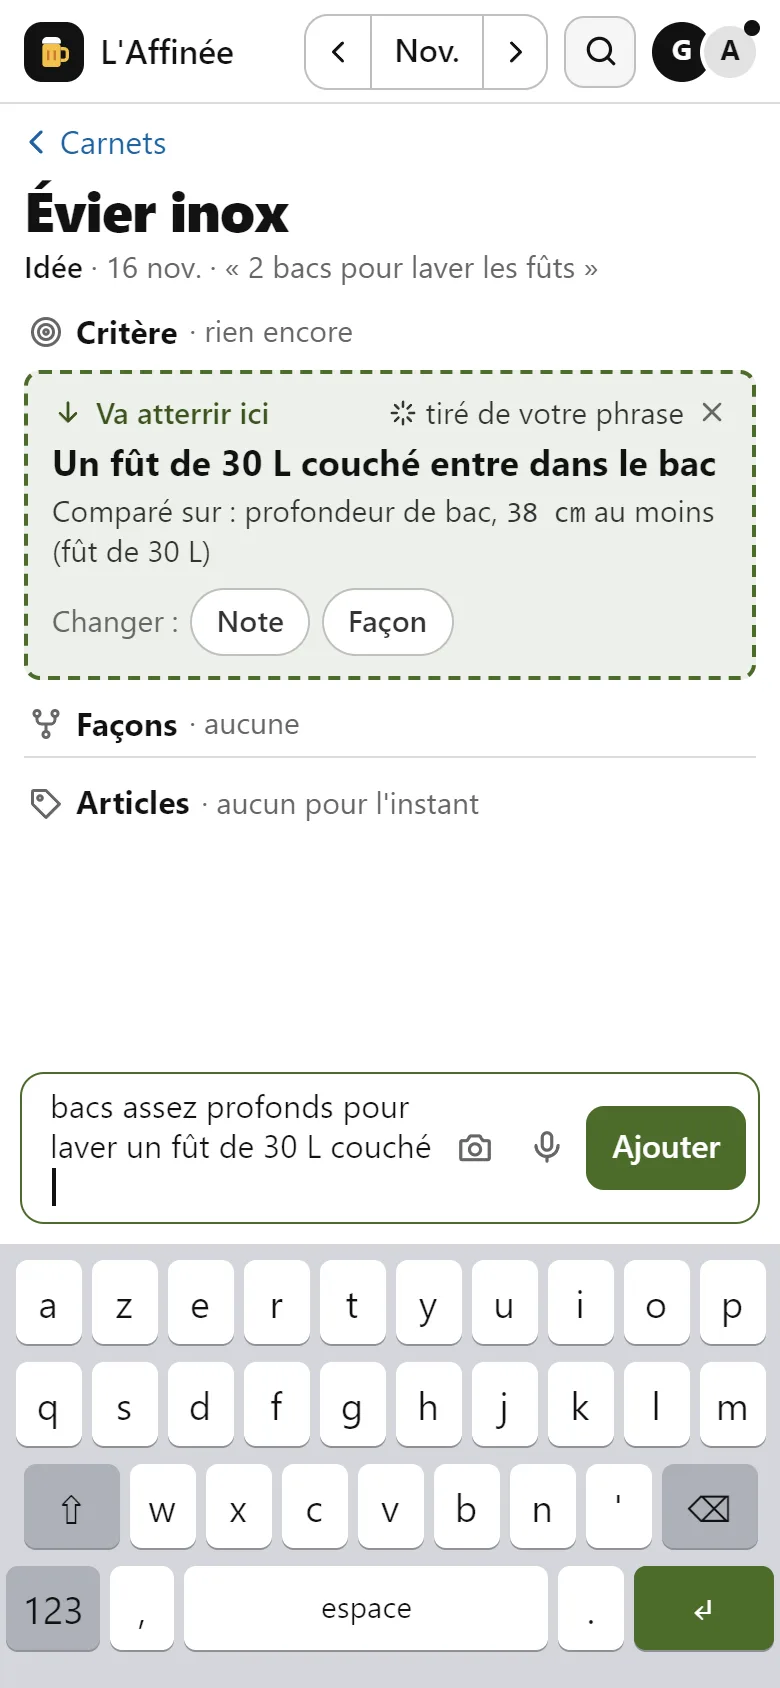 L'Affinée
Nov.
G
A
Carnets
Évier inox
Idée · 16 nov. · « 2 bacs pour laver les fûts »
Critère · rien encore
Va atterrir ici
tiré de votre phrase
Un fût de 30 L couché entre dans le bac
Comparé sur : profondeur de bac, 38 cm au moins
(fût de 30 L)
Changer :
Note
Façon
Façons · aucune
Articles · aucun pour l'instant
bacs assez profonds pour
laver un fût de 30 L couché
Ajouter
a z e r t y u i o p
q s d f g h j k l m
⇧ w x c v b n ' ⌫
123 , espace . ↵